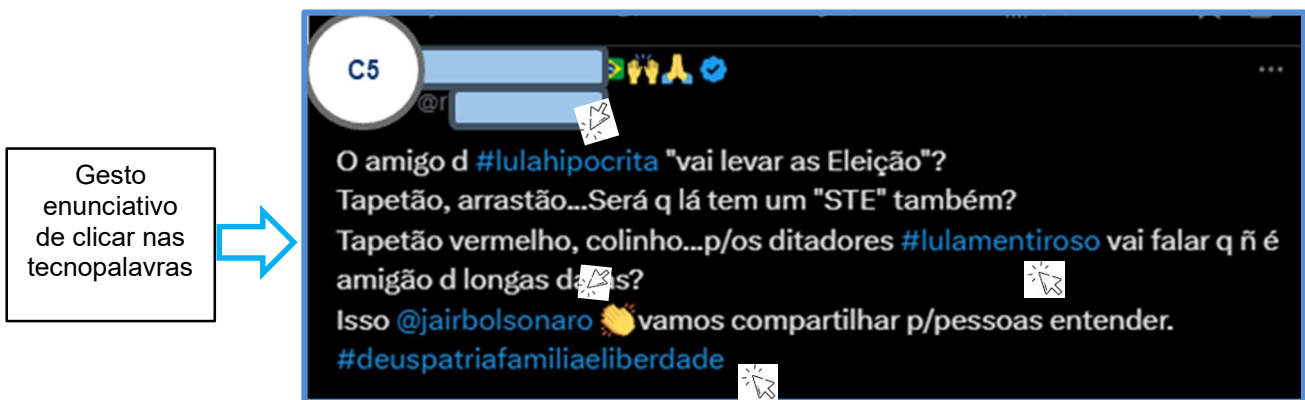 Gesto
enunciativo
de clicar nas
tecnopalavras
C5
@r
O amigo d #lulahipocrita "vai levar as Eleição"?
Tapetão, arrastão...Será q lá tem um "STE" também?
Tapetão vermelho, colinho...p/os ditadores #lulamentiroso vai falar q ñ é
amigão d longas
Isso @jairbolsonaro 👏vamos compartilhar p/pessoas entender.
#deuspatriafamiliaeliberdade